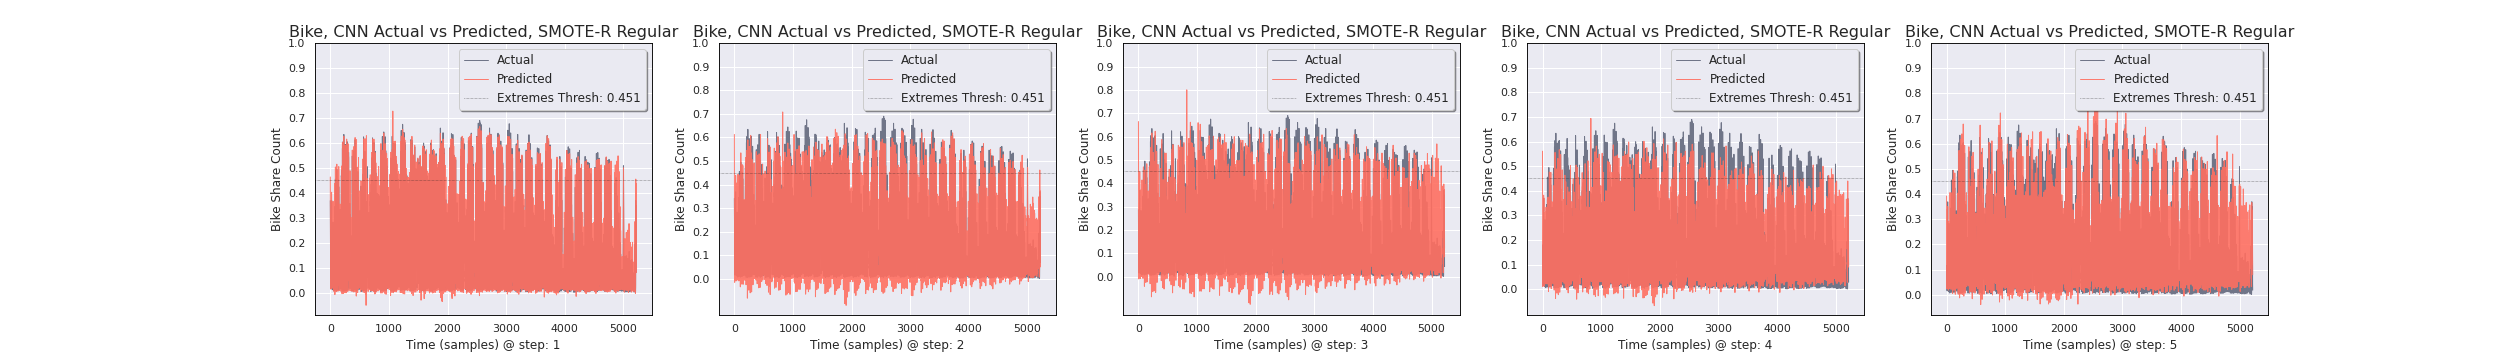 Bike, CNN Actual vs Predicted, SMOTE-R Regular
1.0
0.9
0.8
0.7
0.6
0.5
0.4
0.3
0.2
0.1
0.0
Bike Share Count
Actual
Predicted
Extremes Thresh: 0.451
0 1000 2000 3000 4000 5000
Time (samples) @ step: 1
Bike, CNN Actual vs Predicted, SMOTE-R Regular
1.0
0.9
0.8
0.7
0.6
0.5
0.4
0.3
0.2
0.1
0.0
Bike Share Count
Actual
Predicted
Extremes Thresh: 0.451
0 1000 2000 3000 4000 5000
Time (samples) @ step: 2
Bike, CNN Actual vs Predicted, SMOTE-R Regular
1.0
0.9
0.8
0.7
0.6
0.5
0.4
0.3
0.2
0.1
0.0
Bike Share Count
Actual
Predicted
Extremes Thresh: 0.451
0 1000 2000 3000 4000 5000
Time (samples) @ step: 3
Bike, CNN Actual vs Predicted, SMOTE-R Regular
1.0
0.9
0.8
0.7
0.6
0.5
0.4
0.3
0.2
0.1
0.0
Bike Share Count
Actual
Predicted
Extremes Thresh: 0.451
0 1000 2000 3000 4000 5000
Time (samples) @ step: 4
Bike, CNN Actual vs Predicted, SMOTE-R Regular
1.0
0.9
0.8
0.7
0.6
0.5
0.4
0.3
0.2
0.1
0.0
Bike Share Count
Actual
Predicted
Extremes Thresh: 0.451
0 1000 2000 3000 4000 5000
Time (samples) @ step: 5